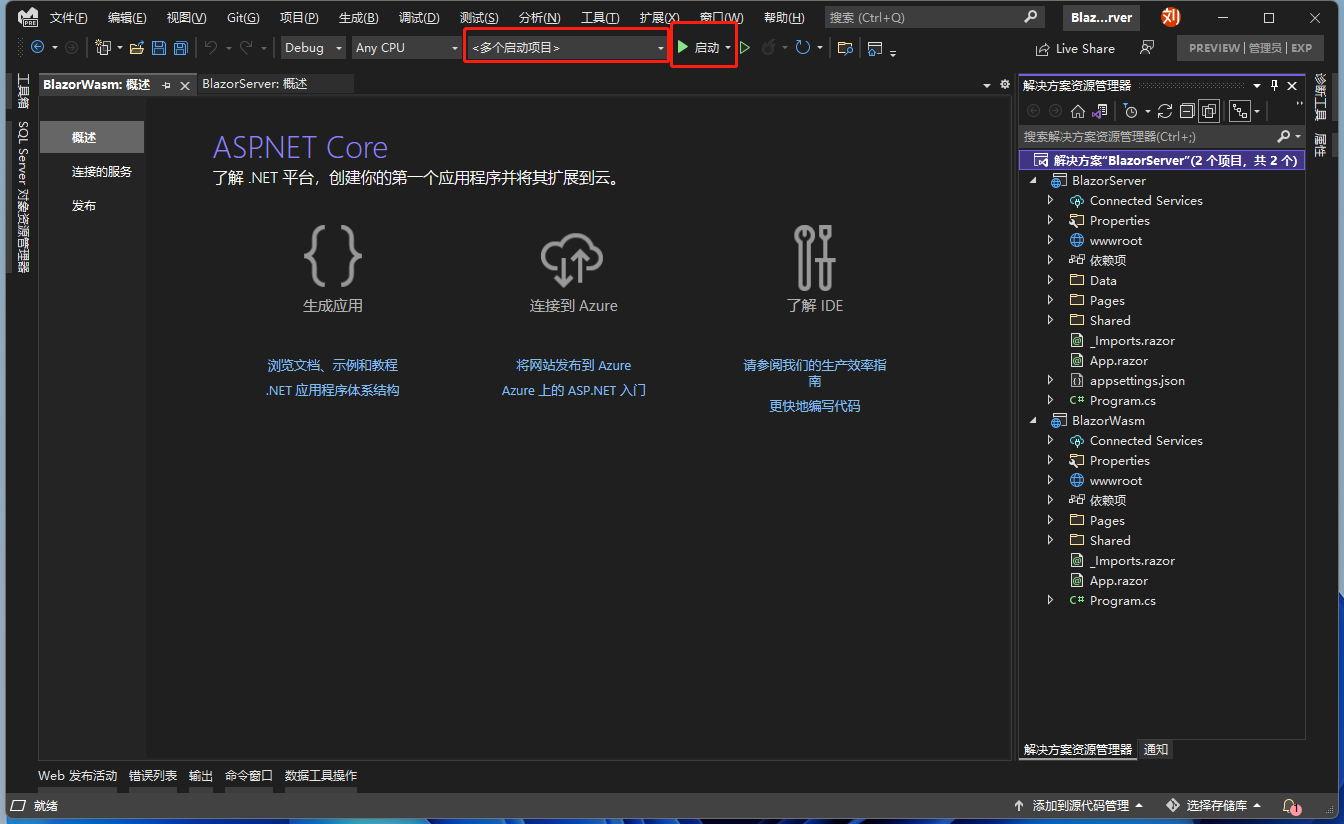 PRE
文件(F) 编辑(E) 视图(V) Git(G) 项目(P) 生成(B) 调试(D) 测试(S) 分析(N) 工具(T) 扩展(X) 窗口(W) 帮助(H) 搜索 (Ctrl+Q) Blaz...rver 刘
Debug Any CPU <多个启动项目> 启动 Live Share PREVIEW | 管理员 | EXP
工具箱
SQL Server 对象资源管理器
BlazorWasm: 概述 BlazorServer: 概述
概述
连接的服务
发布
ASP.NET Core
了解 .NET 平台，创建你的第一个应用程序并将其扩展到云。
生成应用
浏览文档、示例和教程
.NET 应用程序体系结构
连接到 Azure
将网站发布到 Azure
Azure 上的 ASP.NET 入门
了解 IDE
请参阅我们的生产效率指
南
更快地编写代码
解决方案资源管理器
搜索解决方案资源管理器(Ctrl+;)
解决方案"BlazorServer"(2 个项目，共 2 个)
BlazorServer
Connected Services
Properties
wwwroot
依赖项
Data
Pages
Shared
_Imports.razor
App.razor
appsettings.json
C# Program.cs
BlazorWasm
Connected Services
Properties
wwwroot
依赖项
Pages
Shared
_Imports.razor
App.razor
C# Program.cs
解决方案资源管理器 通知
诊断工具
属性
Web 发布活动 错误列表 输出 命令窗口 数据工具操作
就绪 添加到源代码管理 选择存储库 1